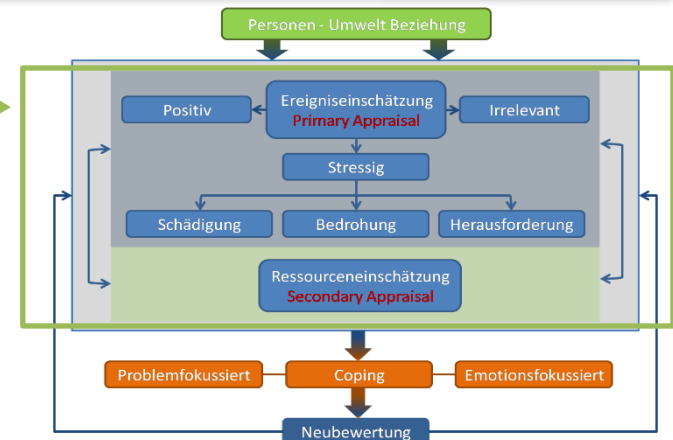 Personen - Umwelt Beziehung
Positiv
Ereigniseinschätzung
Primary Appraisal
Irrelevant
Stressig
Schädigung
Bedrohung
Herausforderung
Ressourceneinschätzung
Secondary Appraisal
Problemfokussiert
Coping
Emotionsfokussiert
Neubewertung